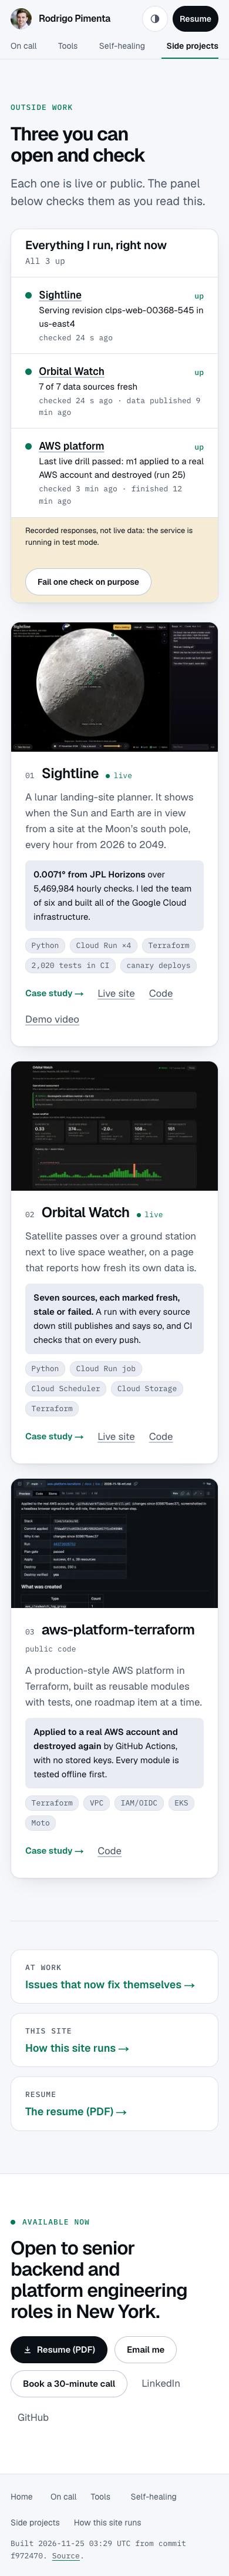 Rodrigo Pimenta
Resume
On call Tools Self-healing Side projects
OUTSIDE WORK
Three you can
open and check
Each one is live or public. The panel
below checks them as you read this.
Everything I run, right now
All 3 up
Sightline up
Serving revision clps-web-00368-545 in
us-east4
checked 24 s ago
Orbital Watch up
7 of 7 data sources fresh
checked 24 s ago · data published 9
min ago
AWS platform up
Last live drill passed: m1 applied to a real
AWS account and destroyed (run 25)
checked 3 min ago · finished 12
min ago
Recorded responses, not live data: the service is
running in test mode.
Fail one check on purpose
Sightline
01 Sightline live
A lunar landing-site planner. It shows
when the Sun and Earth are in view
from a site at the Moon's south pole,
every hour from 2026 to 2049.
0.0071° from JPL Horizons over
5,469,984 hourly checks. I led the team
of six and built all of the Google Cloud
infrastructure.
Python Cloud Run ×4 Terraform
2,020 tests in CI canary deploys
Case study → Live site Code
Demo video
Orbital Watch
02 Orbital Watch live
Satellite passes over a ground station
next to live space weather, on a page
that reports how fresh its own data is.
Seven sources, each marked fresh,
stale or failed. A run with every source
down still publishes and says so, and CI
checks that on every push.
Python Cloud Run job
Cloud Scheduler Cloud Storage
Terraform
Case study → Live site Code
What was created
03 aws-platform-terraform
public code
A production-style AWS platform in
Terraform, built as reusable modules
with tests, one roadmap item at a time.
Applied to a real AWS account and
destroyed again by GitHub Actions,
with no stored keys. Every module is
tested offline first.
Terraform VPC IAM/OIDC EKS
Moto
Case study → Code
AT WORK
Issues that now fix themselves →
THIS SITE
How this site runs →
RESUME
The resume (PDF) →
AVAILABLE NOW
Open to senior
backend and
platform engineering
roles in New York.
Resume (PDF) Email me
Book a 30-minute call LinkedIn
GitHub
Home On call Tools Self-healing
Side projects How this site runs
Built 2026-11-25 03:29 UTC from commit
f972470. Source.